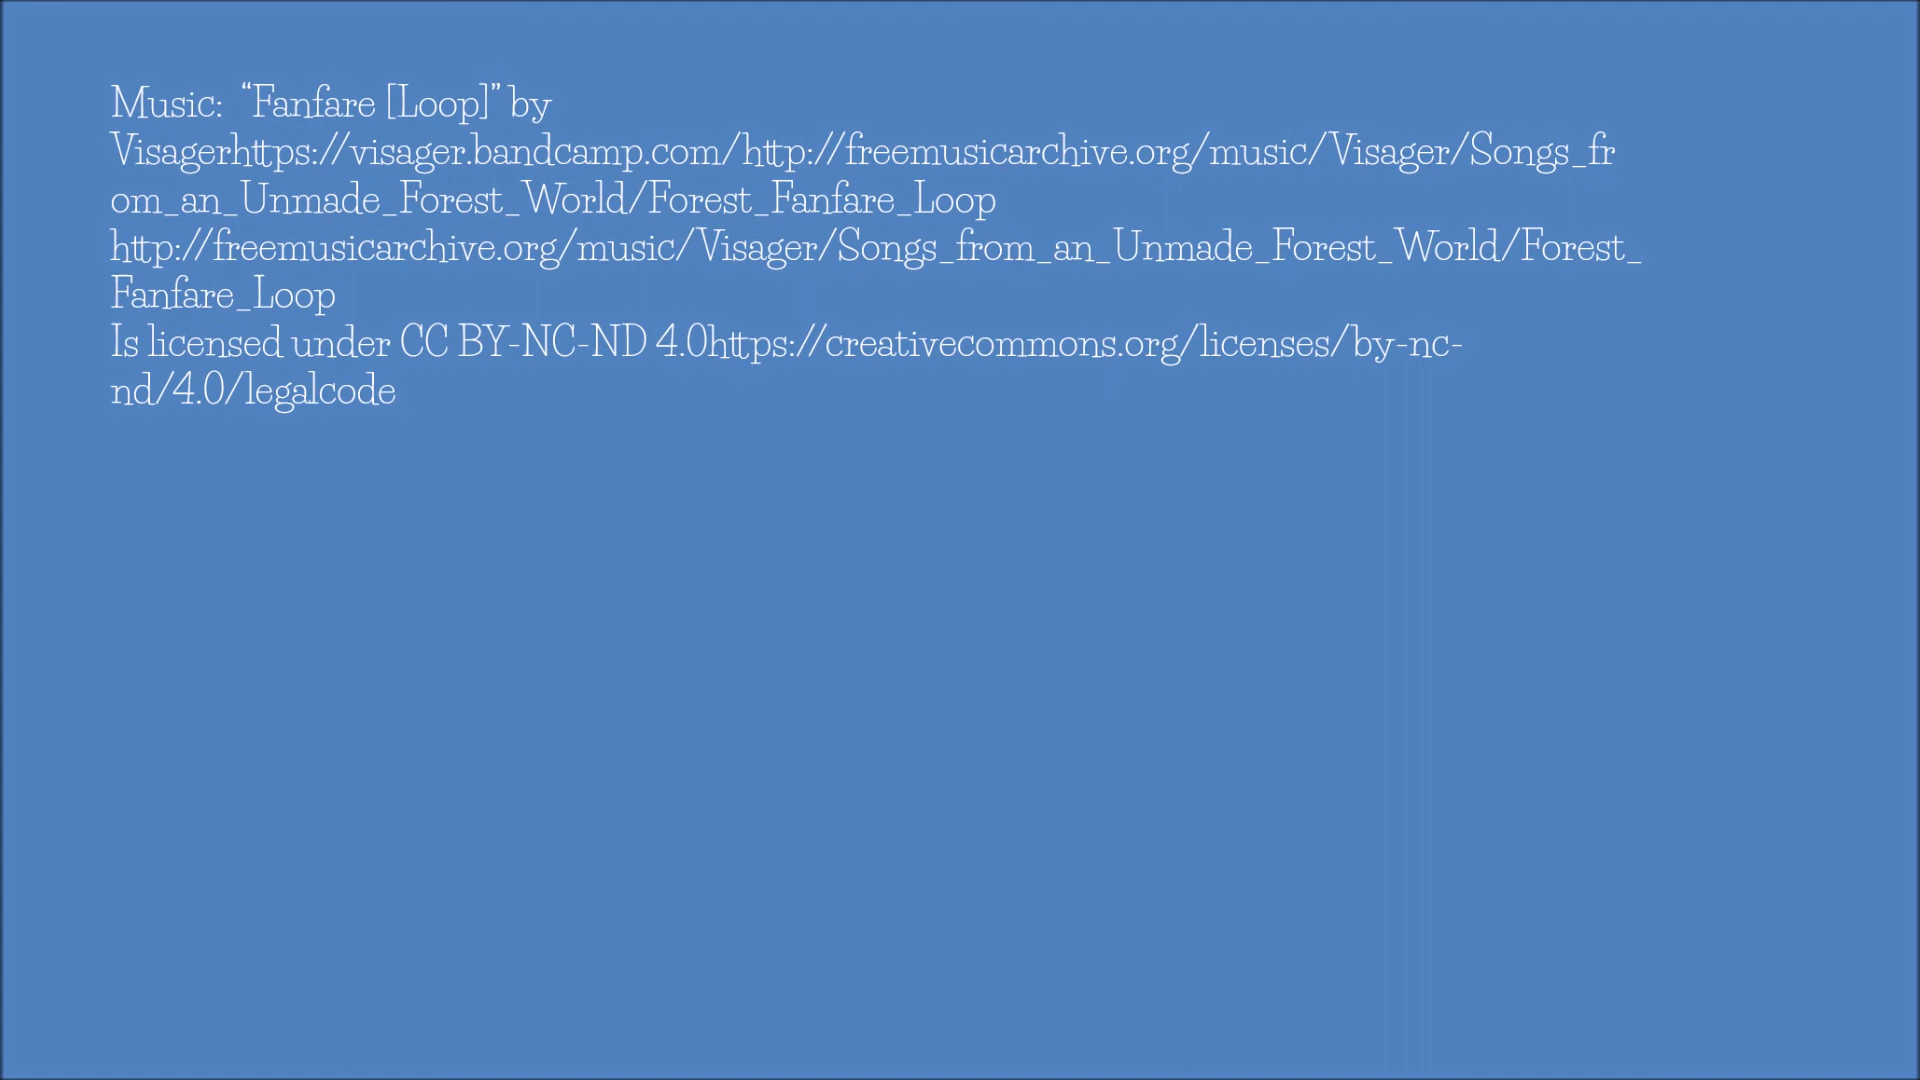 Music:  “Fanfare [Loop]” by
Visagerhttps://visager.bandcamp.com/http://freemusicarchive.org/music/Visager/Songs_fr
om_an_Unmade_Forest_World/Forest_Fanfare_Loop
http://freemusicarchive.org/music/Visager/Songs_from_an_Unmade_Forest_World/Forest_
Fanfare_Loop
Is licensed under CC BY-NC-ND 4.0https://creativecommons.org/licenses/by-nc-
nd/4.0/legalcode